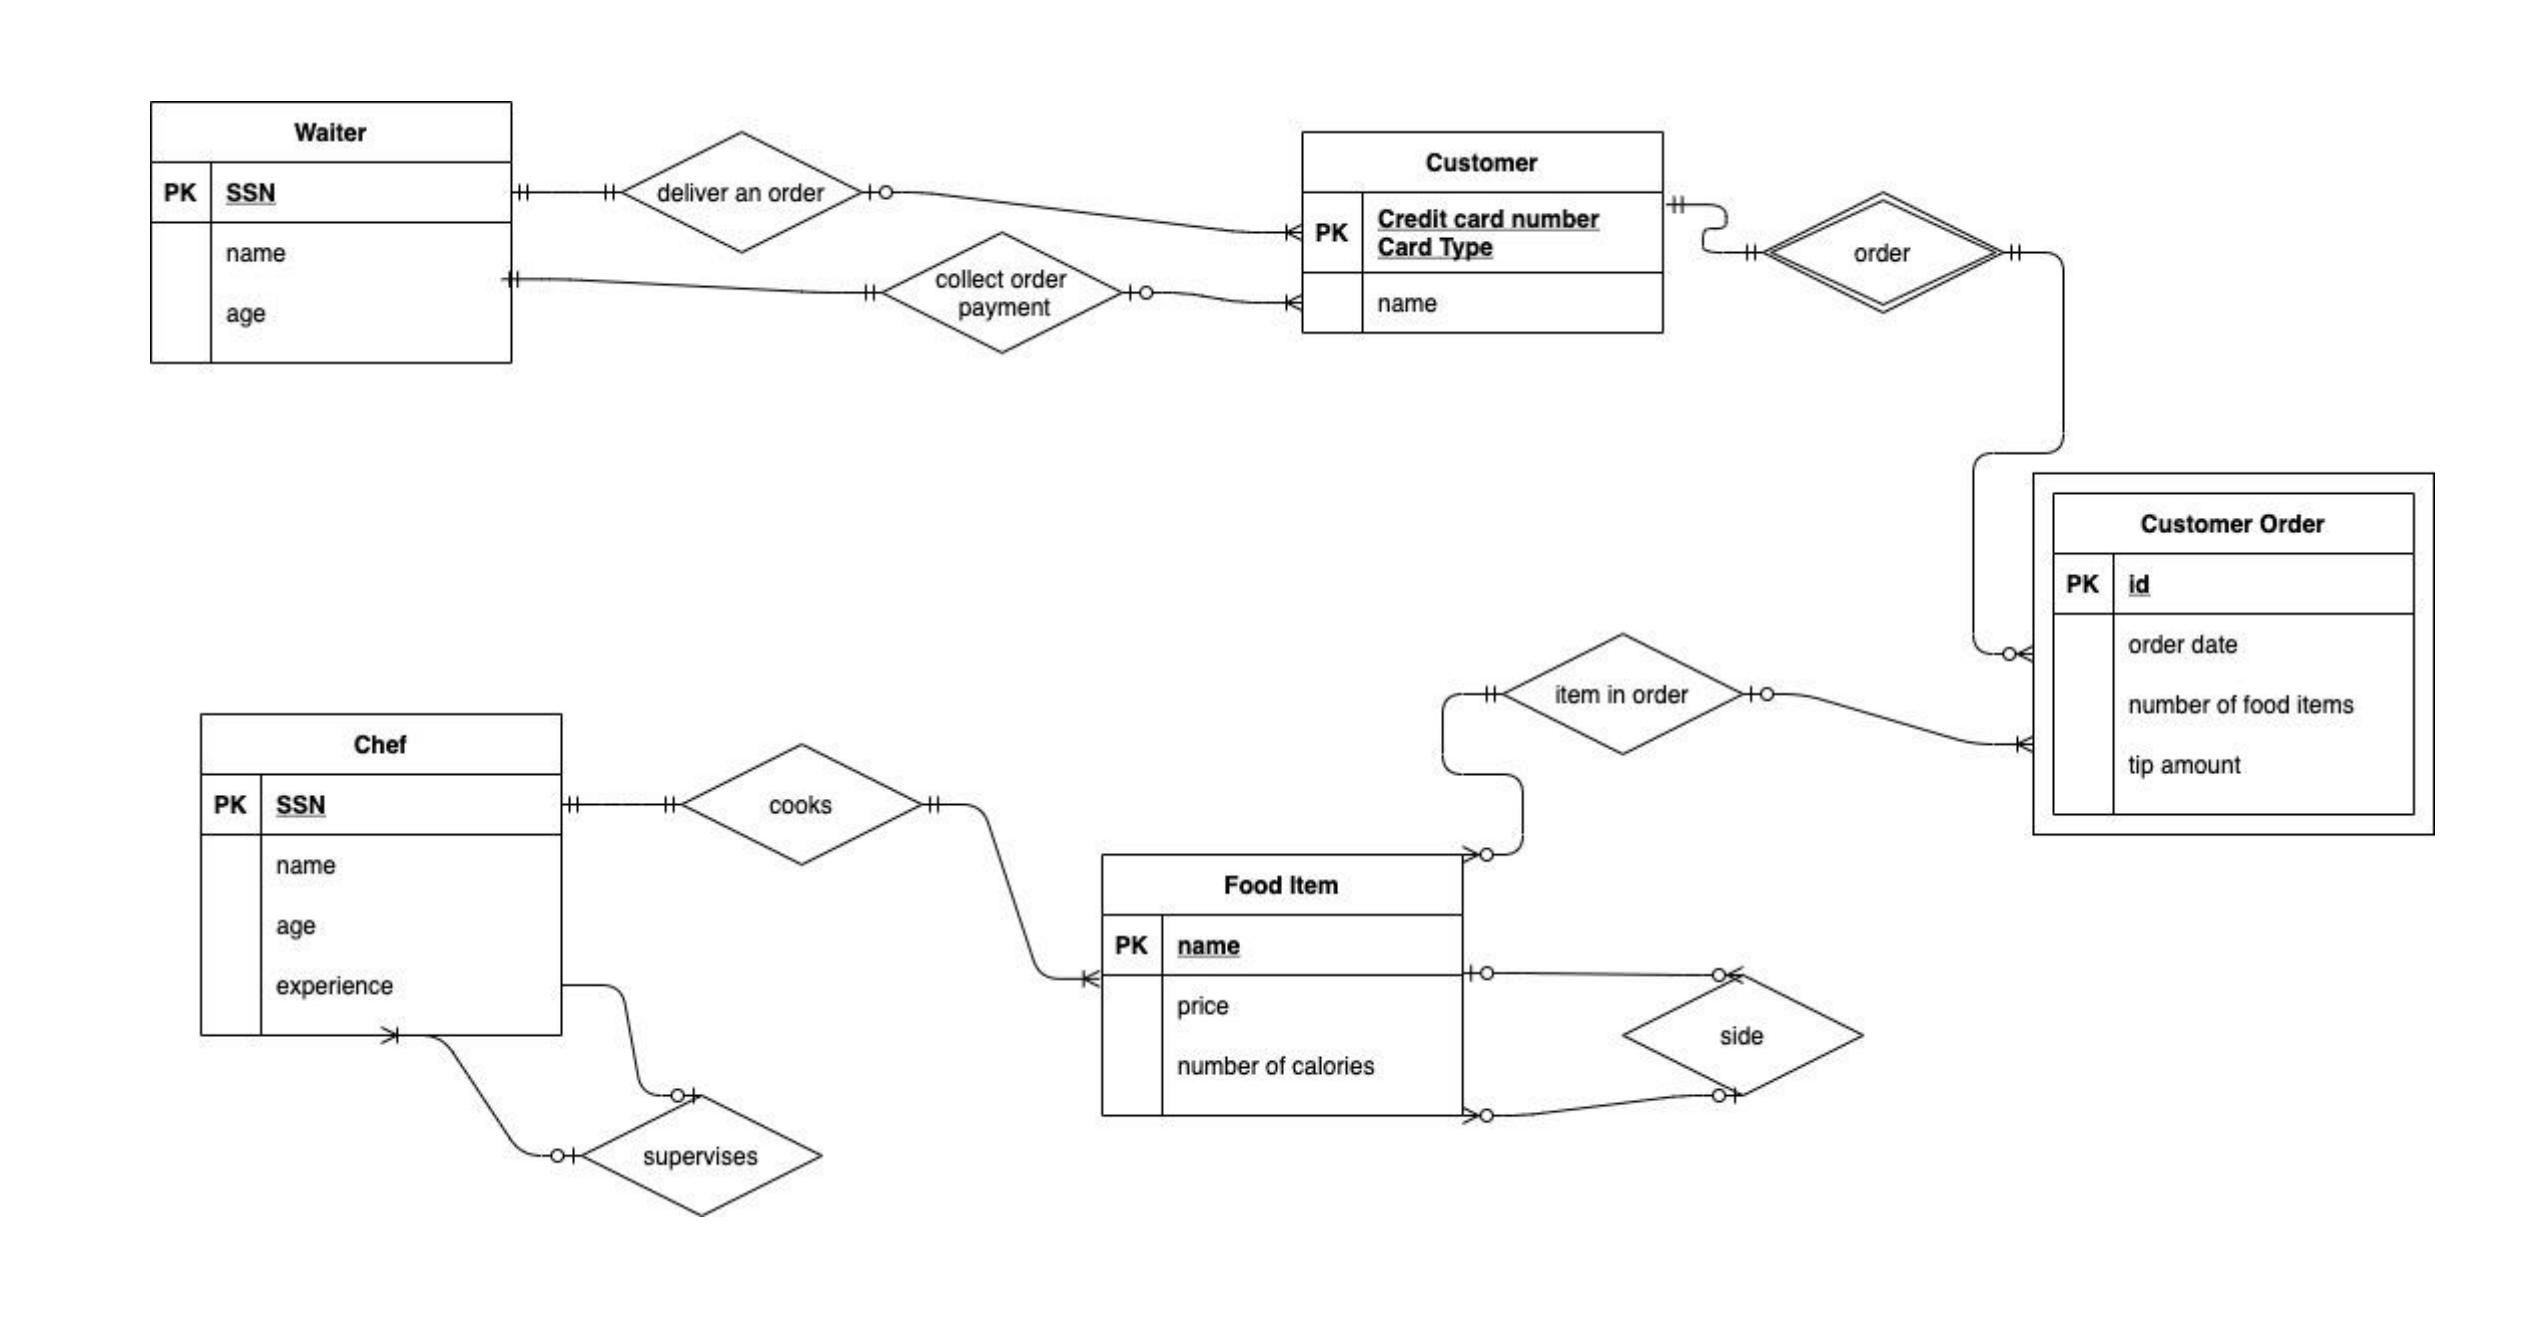 Waiter
PK SSN
name
age
deliver an order
collect order
payment
Customer
PK Credit card number
Card Type
name
order
Customer Order
PK id
order date
number of food items
tip amount
item in order
Chef
PK SSN
name
age
experience
cooks
supervises
Food Item
PK name
price
number of calories
side